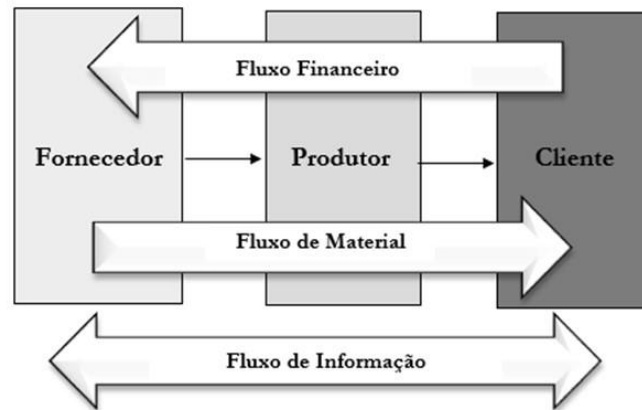 Fluxo Financeiro
Fornecedor
Produtor
Cliente
Fluxo de Material
Fluxo de Informação